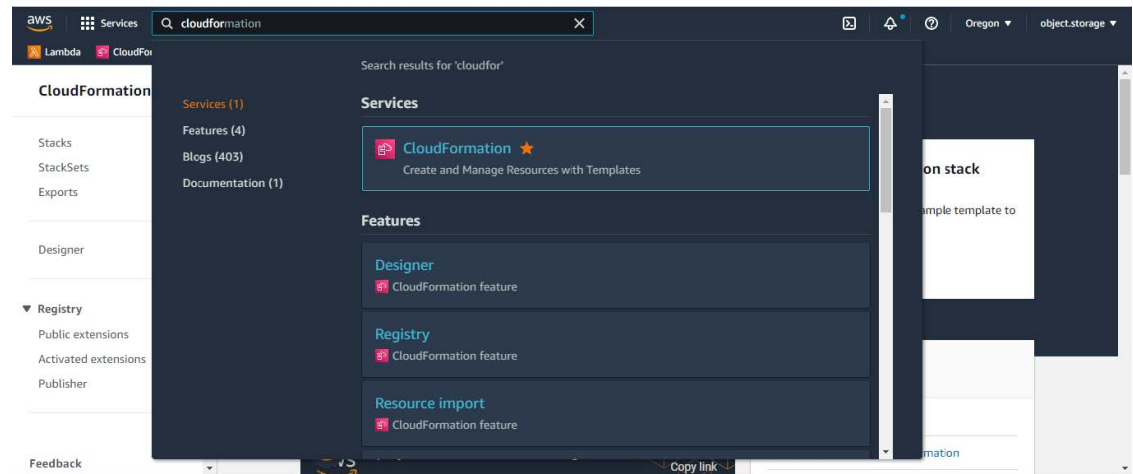 aws
Services
cloudformation
Oregon
object.storage
Lambda
CloudFo
CloudFormation
Stacks
StackSets
Exports
Designer
Registry
Public extensions
Activated extensions
Publisher
Feedback
Search results for 'cloudfor'
Services (1)
Features (4)
Blogs (403)
Documentation (1)
Services
CloudFormation
Create and Manage Resources with Templates
Features
Designer
CloudFormation feature
Registry
CloudFormation feature
Resource import
CloudFormation feature
on stack
ample template to
mation
Copy link